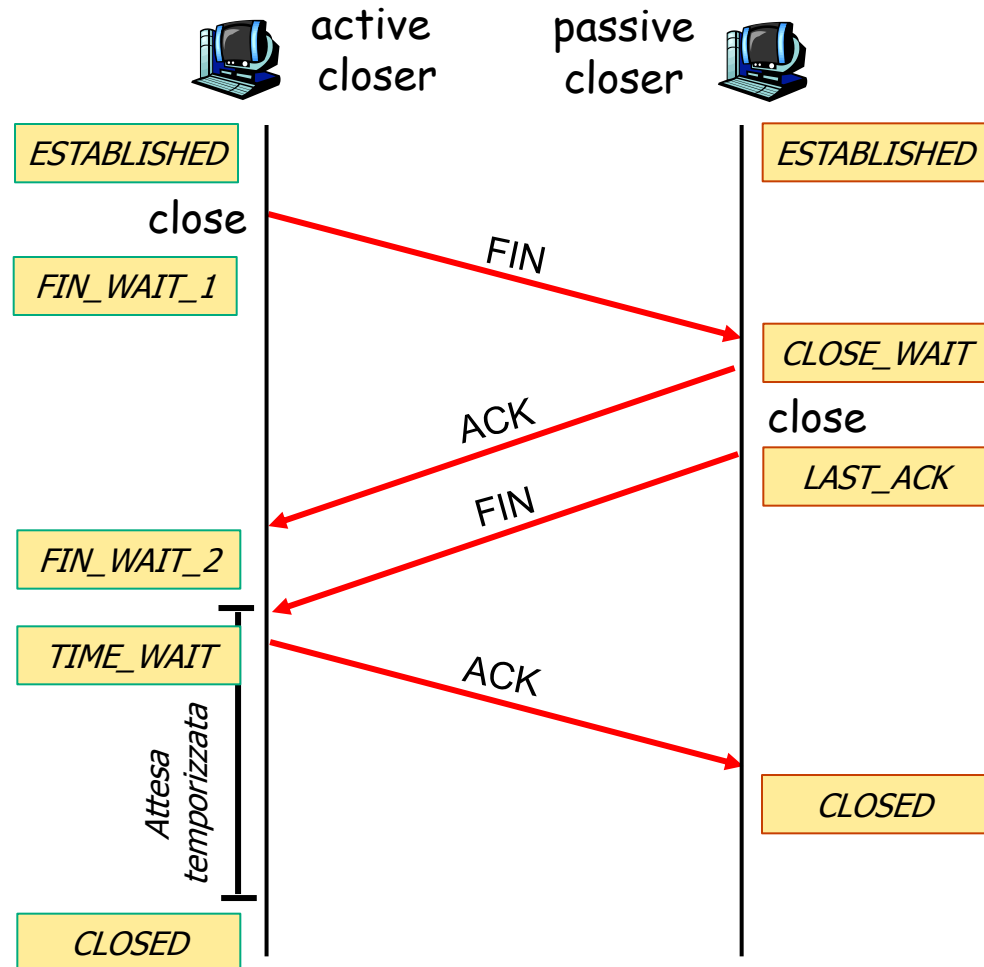 active
closer
passive
closer
ESTABLISHED
ESTABLISHED
close
FIN
FIN_WAIT_1
CLOSE_WAIT
ACK
close
LAST_ACK
FIN
FIN_WAIT_2
TIME_WAIT
ACK
Attesa
temporizzata
CLOSED
CLOSED